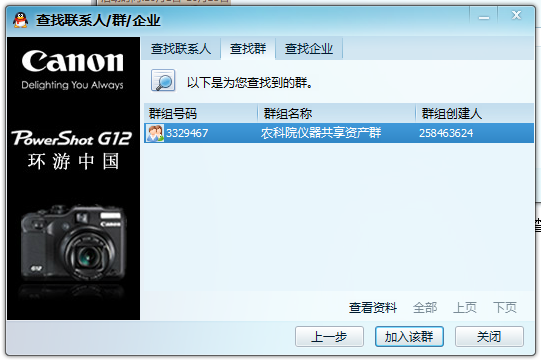 查找联系人/群/企业
Canon
Delighting You Always
PowerShot G12
环游中国
Canon
G12
查找联系人 查找群 查找企业
以下是为您查找到的群。
群组号码 群组名称 群组创建人
3329467 农科院仪器共享资产群 258463624
查看资料 全部 上页 下页
上一步 加入该群 关闭